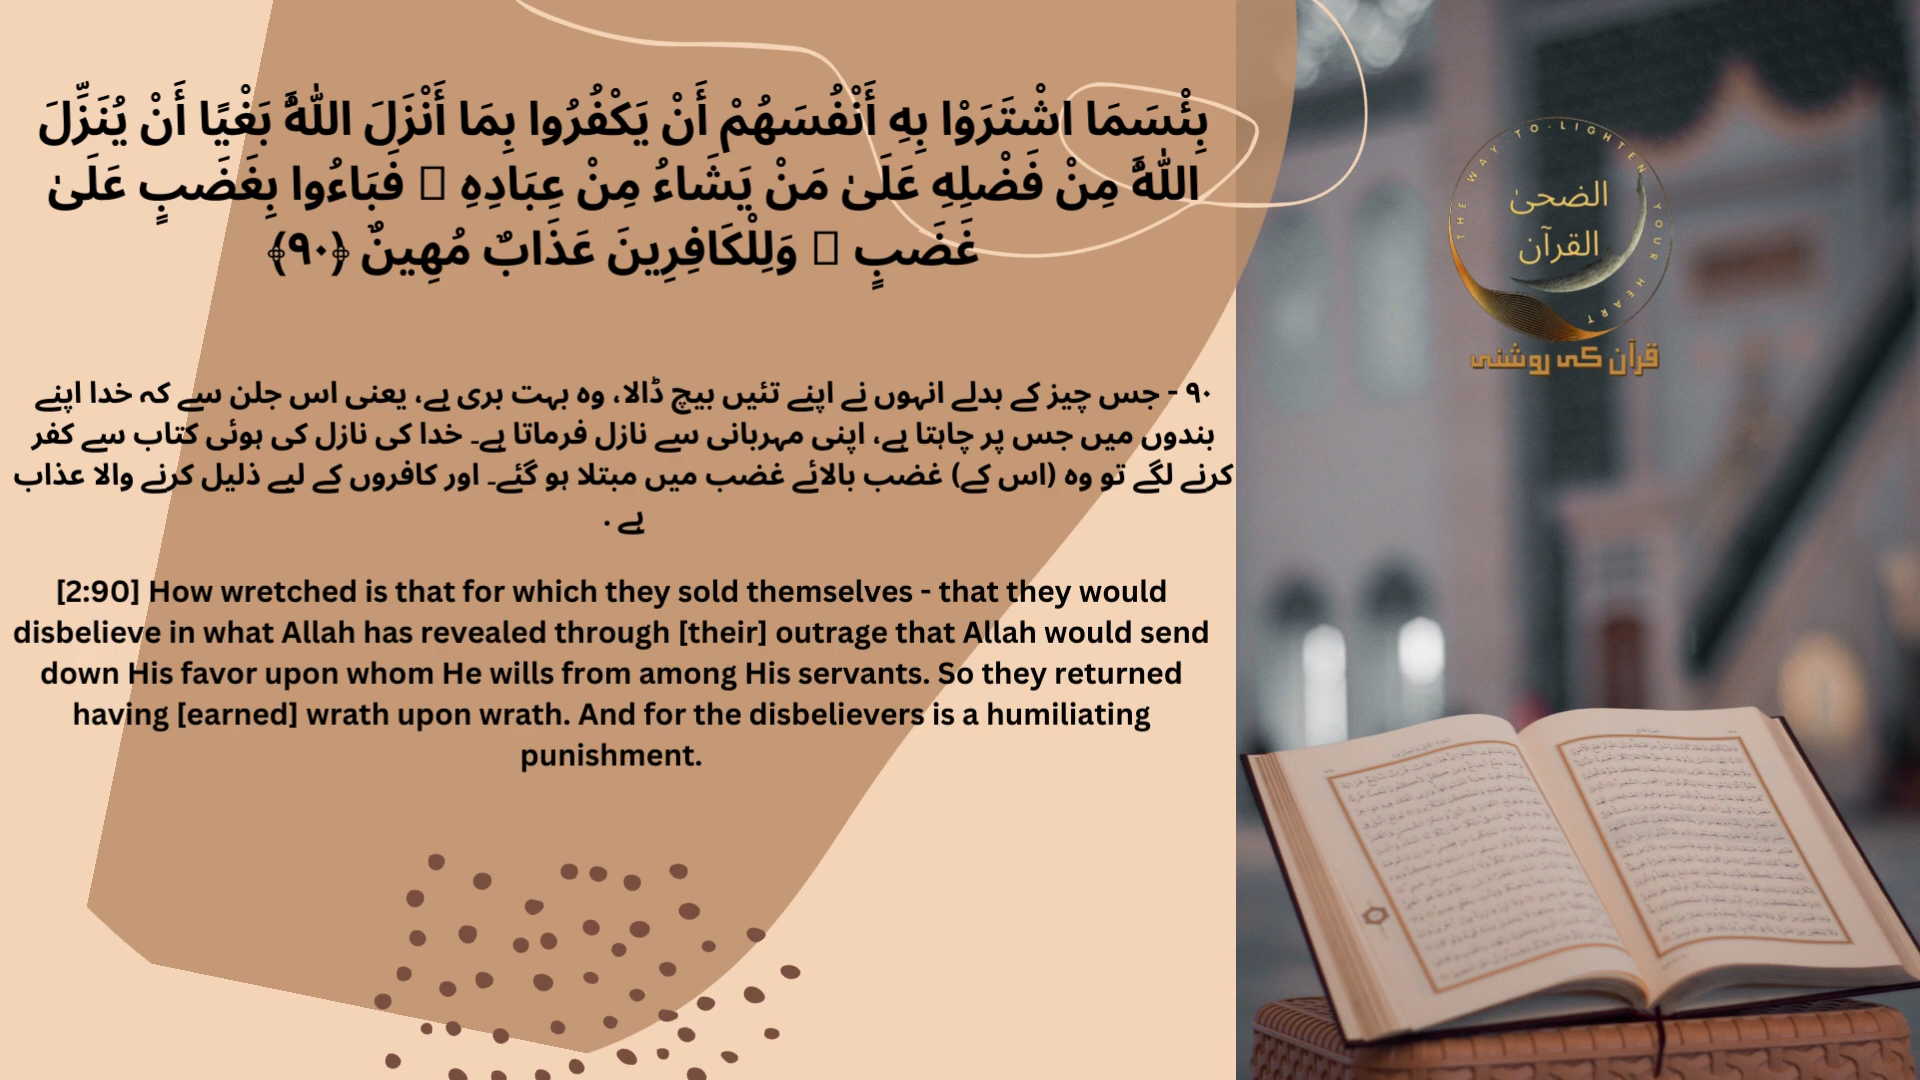 بِئْسَمَا اشْتَرَوْا بِهِ أَنْفُسَهُمْ أَنْ يَكْفُرُوا بِمَا أَنْزَلَ اللَّهُ بَغْيًا أَنْ يُنَزِّلَ
اللَّهُ مِنْ فَضْلِهِ عَلَىٰ مَنْ يَشَاءُ مِنْ عِبَادِهِ ۖ فَبَاءُوا بِغَضَبٍ عَلَىٰ
غَضَبٍ ۚ وَلِلْكَافِرِينَ عَذَابٌ مُهِينٌ ﴿٩٠﴾
٩٠ - جس چیز کے بدلے انہوں نے اپنے تئیں بیچ ڈالا، وہ بہت بری ہے، یعنی اس جلن سے کہ خدا اپنے
بندوں میں جس پر چاہتا ہے، اپنی مہربانی سے نازل فرماتا ہے۔ خدا کی نازل کی ہوئی کتاب سے کفر
کرنے لگے تو وہ (اس کے) غضب بالائے غضب میں مبتلا ہو گئے۔ اور کافروں کے لیے ذلیل کرنے والا عذاب
ہے .
[2:90] How wretched is that for which they sold themselves - that they would
disbelieve in what Allah has revealed through [their] outrage that Allah would send
down His favor upon whom He wills from among His servants. So they returned
having [earned] wrath upon wrath. And for the disbelievers is a humiliating
punishment.
THE WAY-TO-LIGHTEN YOUR HEART
الضحیٰ
القرآن
قرآن کی روشنی